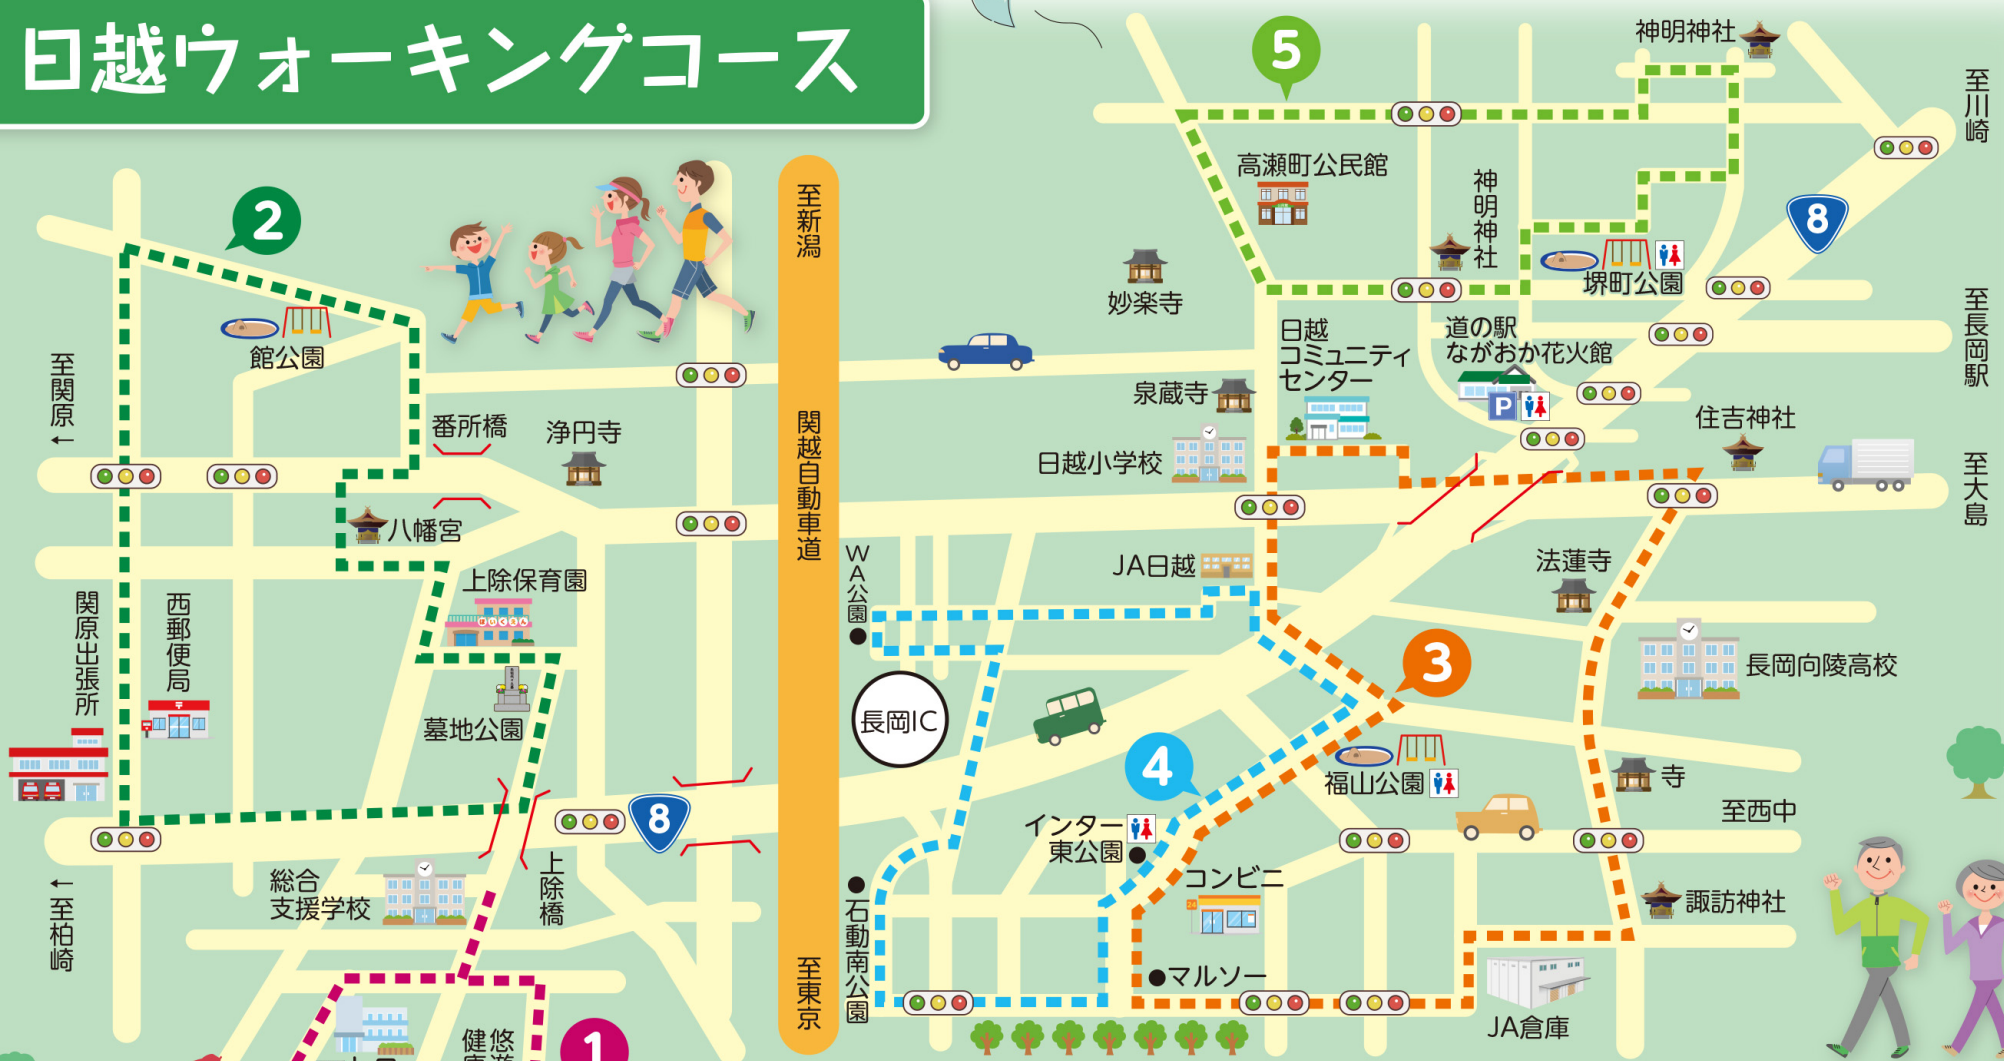 日越ウォーキングコース
5
神明神社
至川崎
高瀬町公民館
神明神社
8
堺町公園
2
至新潟
妙楽寺
日越
コミュニティ
センター
道の駅
ながおか花火館
至長岡駅
館公園
至関原←
番所橋
浄円寺
関越自動車道
泉蔵寺
P
住吉神社
日越小学校
至大島
八幡宮
WA公園
JA日越
法蓮寺
上除保育園
ほいくえん
関原出張所
西郵便局
3
長岡向陵高校
墓地公園
長岡IC
4
福山公園
寺
8
至西中
インター
東公園
総合
支援学校
上除橋
コンビニ
24
諏訪神社
←至柏崎
石動南公園
至東京
マルソー
JA倉庫
悠遊
健康
1